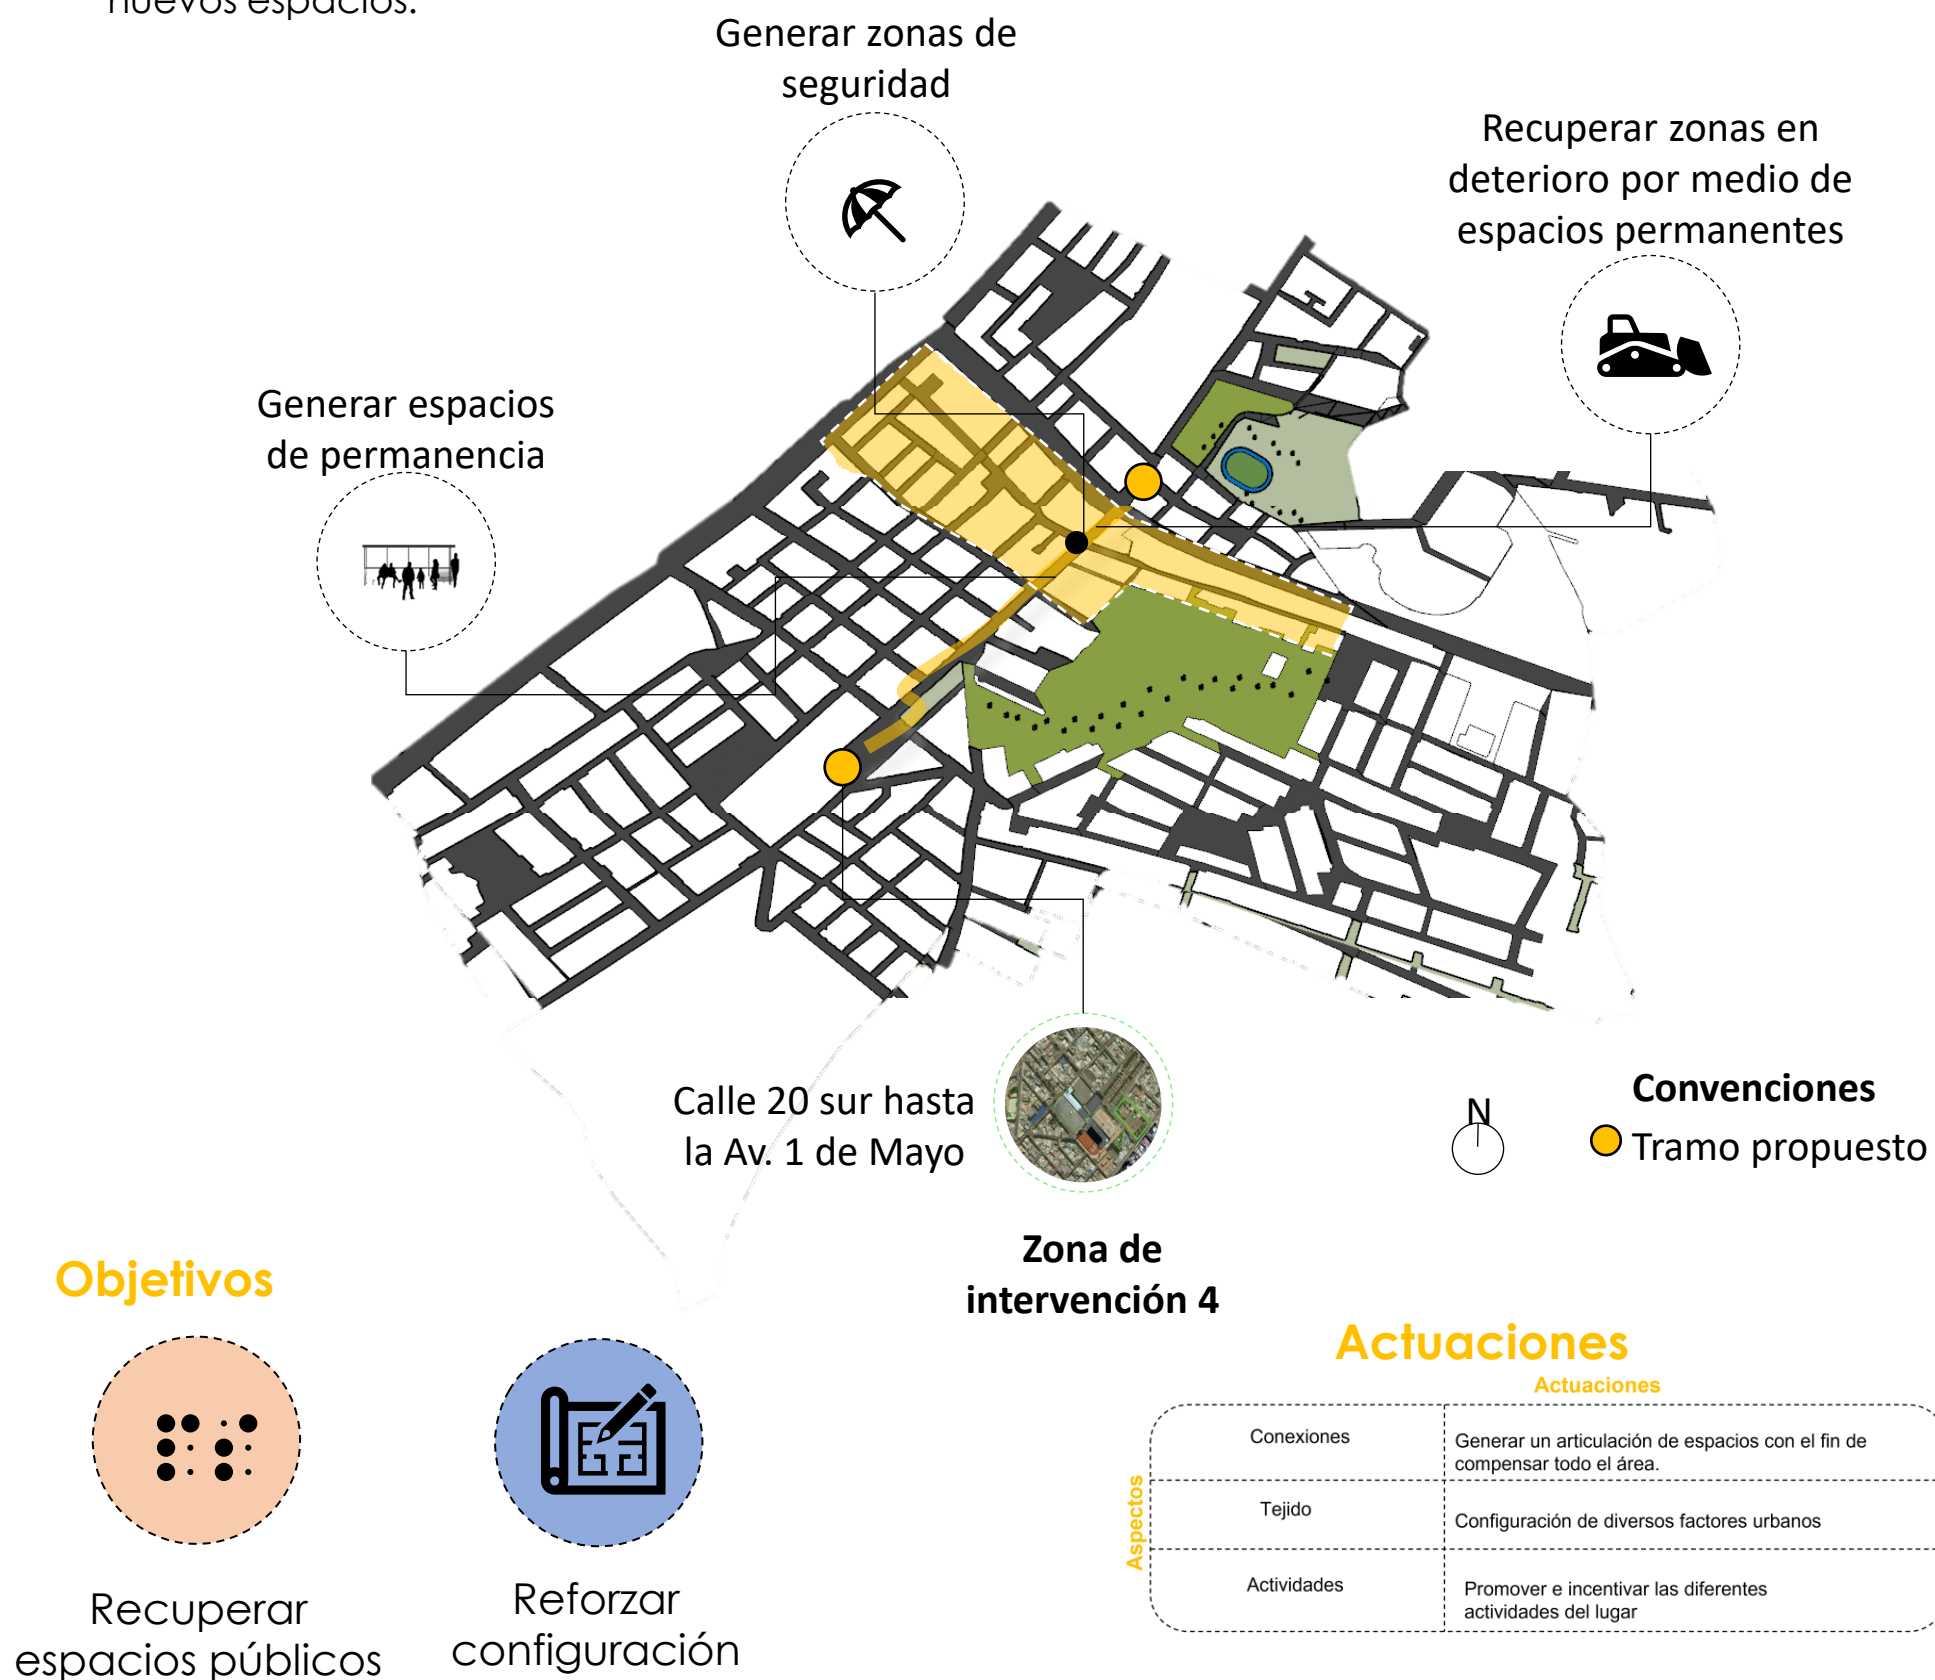 nuevos espacios.
Generar zonas de
seguridad
Recuperar zonas en
deterioro por medio de
espacios permanentes
Generar espacios
de permanencia
Calle 20 sur hasta
la Av. 1 de Mayo
N
Convenciones
Tramo propuesto
Zona de
intervención 4
Objetivos
Recuperar
espacios públicos
Reforzar
configuración
Actuaciones
Actuaciones
Aspectos
Conexiones
Generar un articulación de espacios con el fin de
compensar todo el área.
Tejido
Configuración de diversos factores urbanos
Actividades
Promover e incentivar las diferentes
actividades del lugar